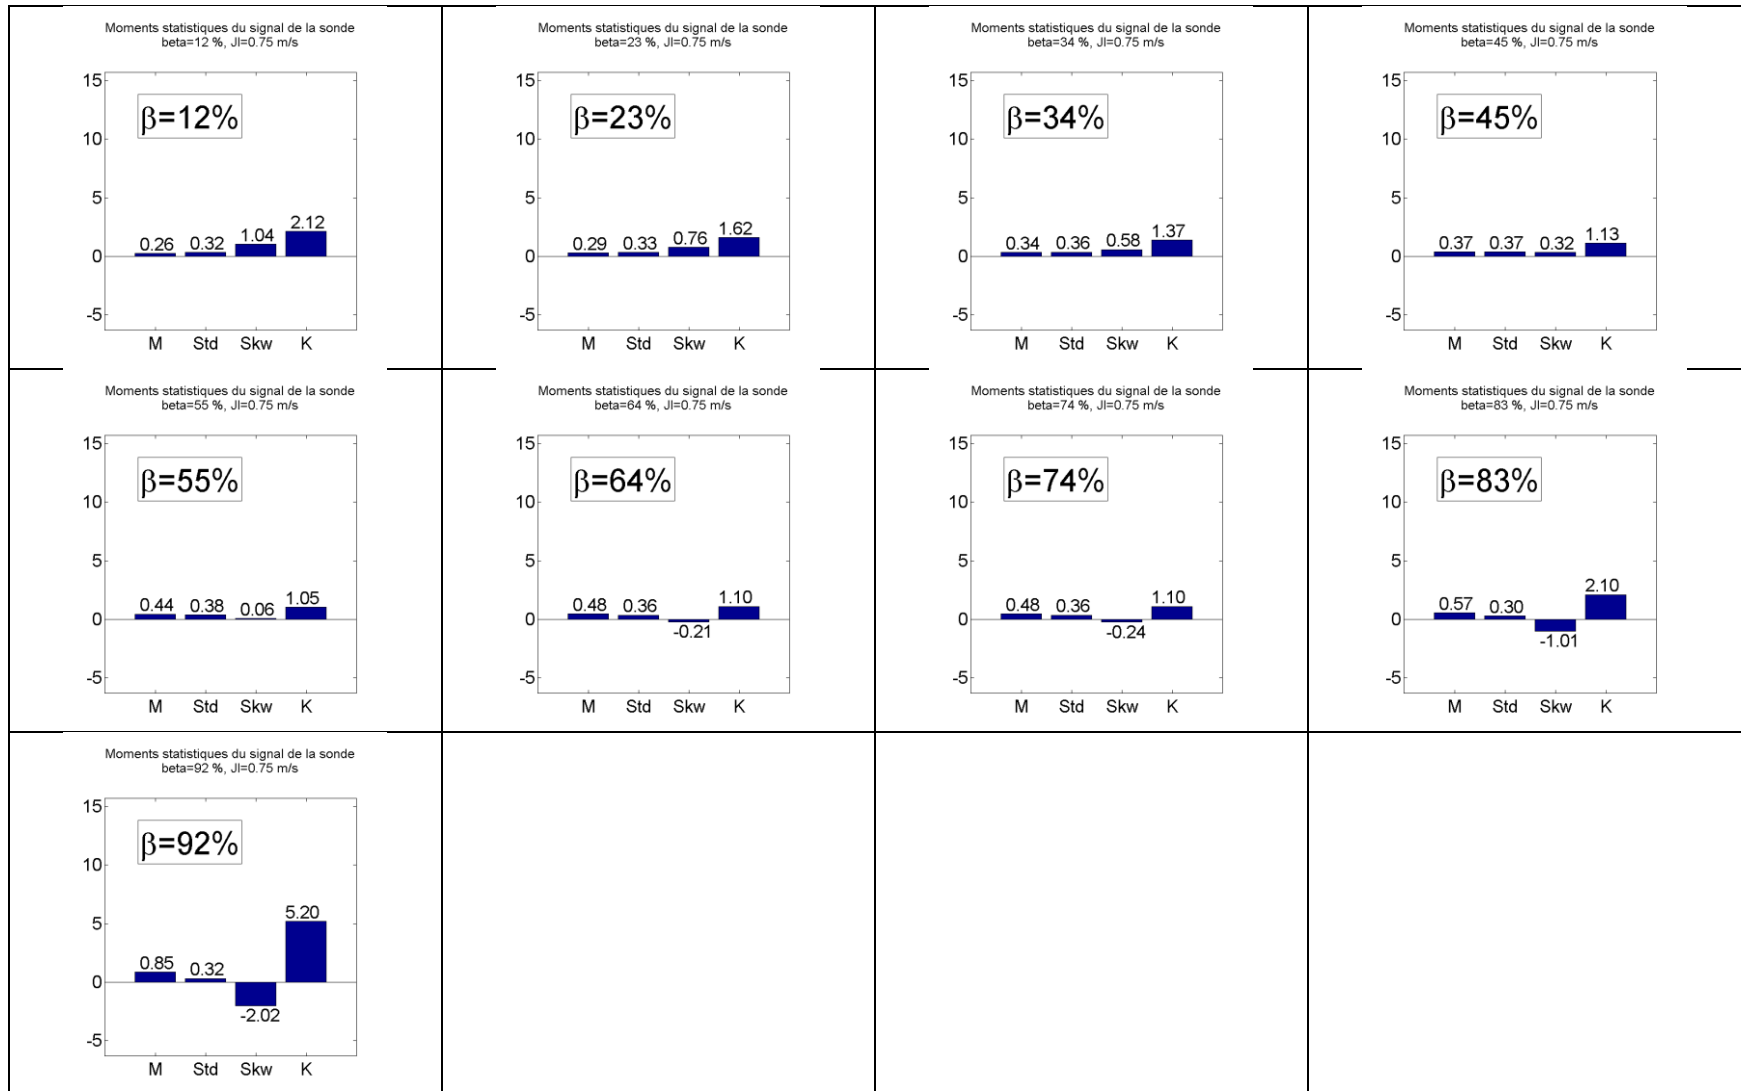 Moments statistiques du signal de la sonde
beta=12 %, Jl=0.75 m/s
15
β=12%
10
5
0.26 0.32 1.04 2.12
0
-5
M Std Skw K
Moments statistiques du signal de la sonde
beta=23 %, Jl=0.75 m/s
15
β=23%
10
5
0.29 0.33 0.76 1.62
0
-5
M Std Skw K
Moments statistiques du signal de la sonde
beta=34 %, Jl=0.75 m/s
15
β=34%
10
5
0.34 0.36 0.58 1.37
0
-5
M Std Skw K
Moments statistiques du signal de la sonde
beta=45 %, Jl=0.75 m/s
15
β=45%
10
5
0.37 0.37 0.32 1.13
0
-5
M Std Skw K
Moments statistiques du signal de la sonde
beta=55 %, Jl=0.75 m/s
15
β=55%
10
5
0.44 0.38 0.06 1.05
0
-5
M Std Skw K
Moments statistiques du signal de la sonde
beta=64 %, Jl=0.75 m/s
15
β=64%
10
5
0.48 0.36 1.10
0
-0.21
-5
M Std Skw K
Moments statistiques du signal de la sonde
beta=74 %, Jl=0.75 m/s
15
β=74%
10
5
0.48 0.36 1.10
0
-0.24
-5
M Std Skw K
Moments statistiques du signal de la sonde
beta=83 %, Jl=0.75 m/s
15
β=83%
10
5
0.57 0.30 2.10
0
-1.01
-5
M Std Skw K
Moments statistiques du signal de la sonde
beta=92 %, Jl=0.75 m/s
15
β=92%
10
5
5.20
0.85 0.32
0
-2.02
-5
M Std Skw K